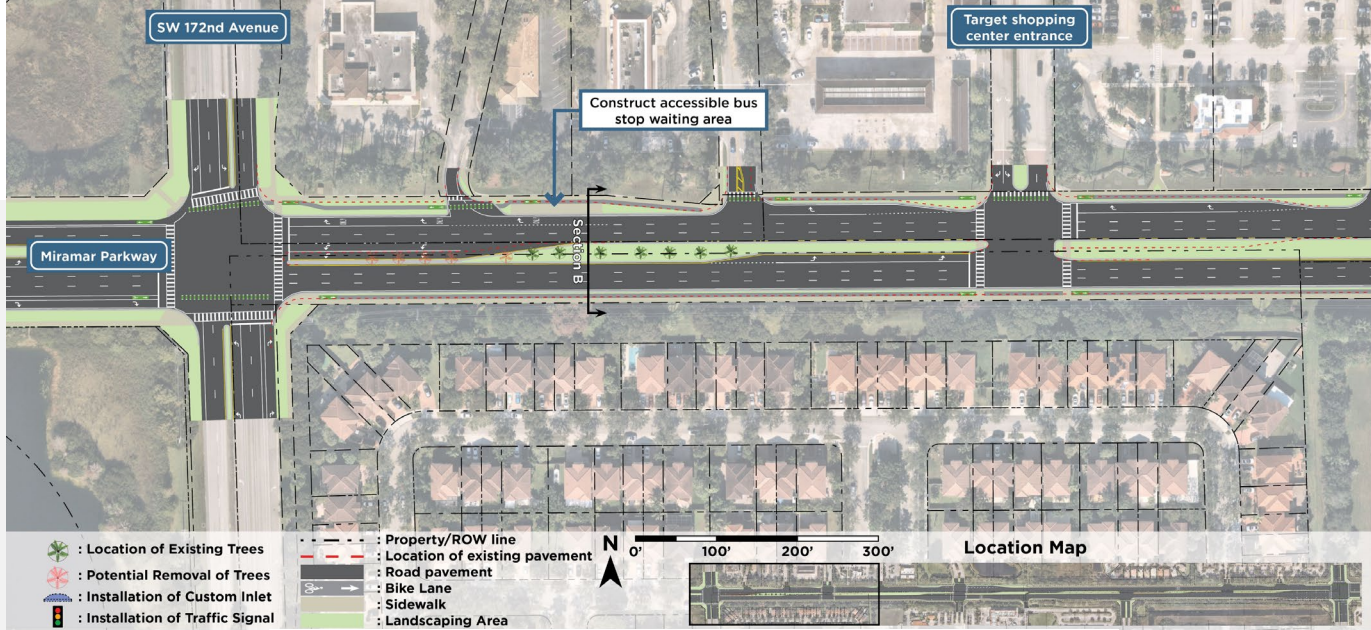 SW 172nd Avenue
Target shopping
center entrance
Construct accessible bus
stop waiting area
Miramar Parkway
Section B
: Location of Existing Trees
: Potential Removal of Trees
: Installation of Custom Inlet
: Installation of Traffic Signal
: Property/ROW line
: Location of existing pavement
: Road pavement
: Bike Lane
: Sidewalk
: Landscaping Area
N
0' 100' 200' 300'
Location Map